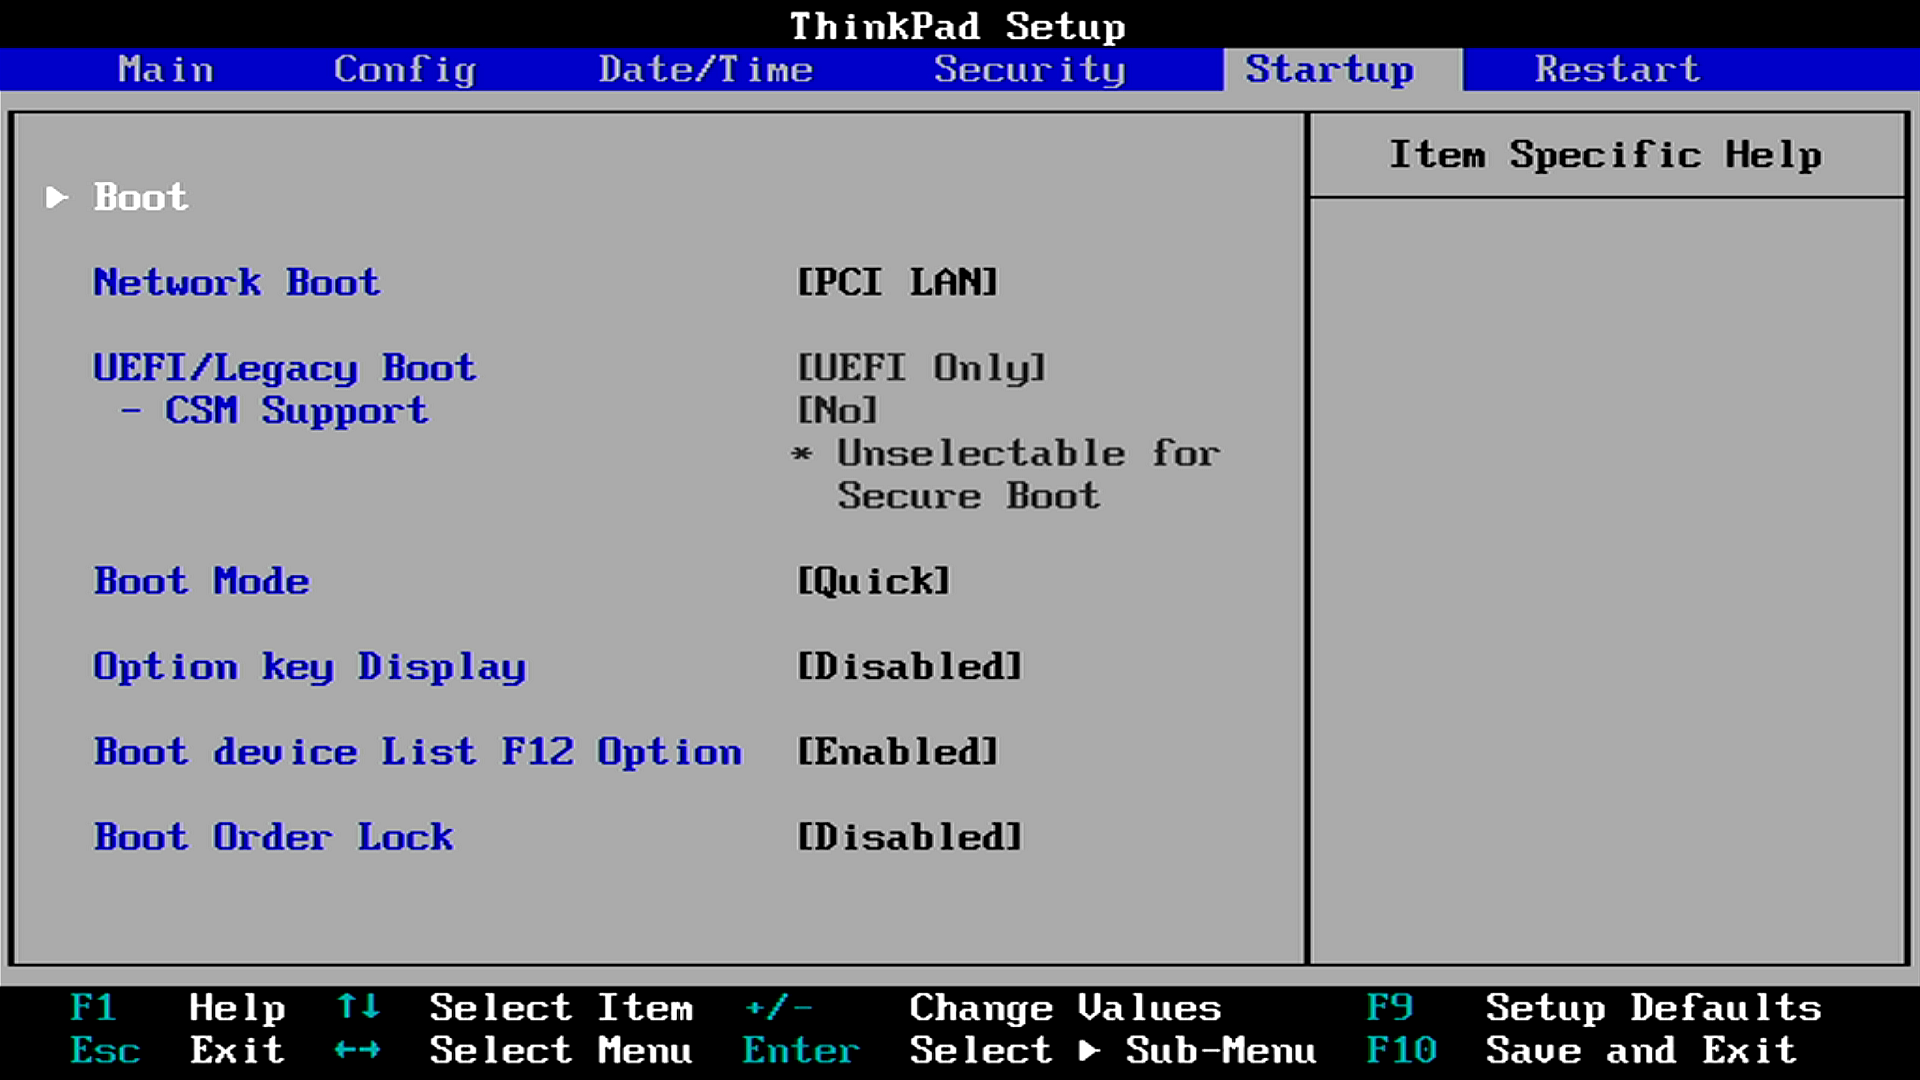 ThinkPad Setup
Main Config Date/Time Security Startup Restart
Item Specific Help
▶ Boot
Network Boot [PCI LAN]
UEFI/Legacy Boot [UEFI Only]
- CSM Support [No]
* Unselectable for
Secure Boot
Boot Mode [Quick]
Option key Display [Disabled]
Boot device List F12 Option [Enabled]
Boot Order Lock [Disabled]
F1 Help ↑↓ Select Item +/- Change Values F9 Setup Defaults
Esc Exit ←→ Select Menu Enter Select ▶ Sub-Menu F10 Save and Exit